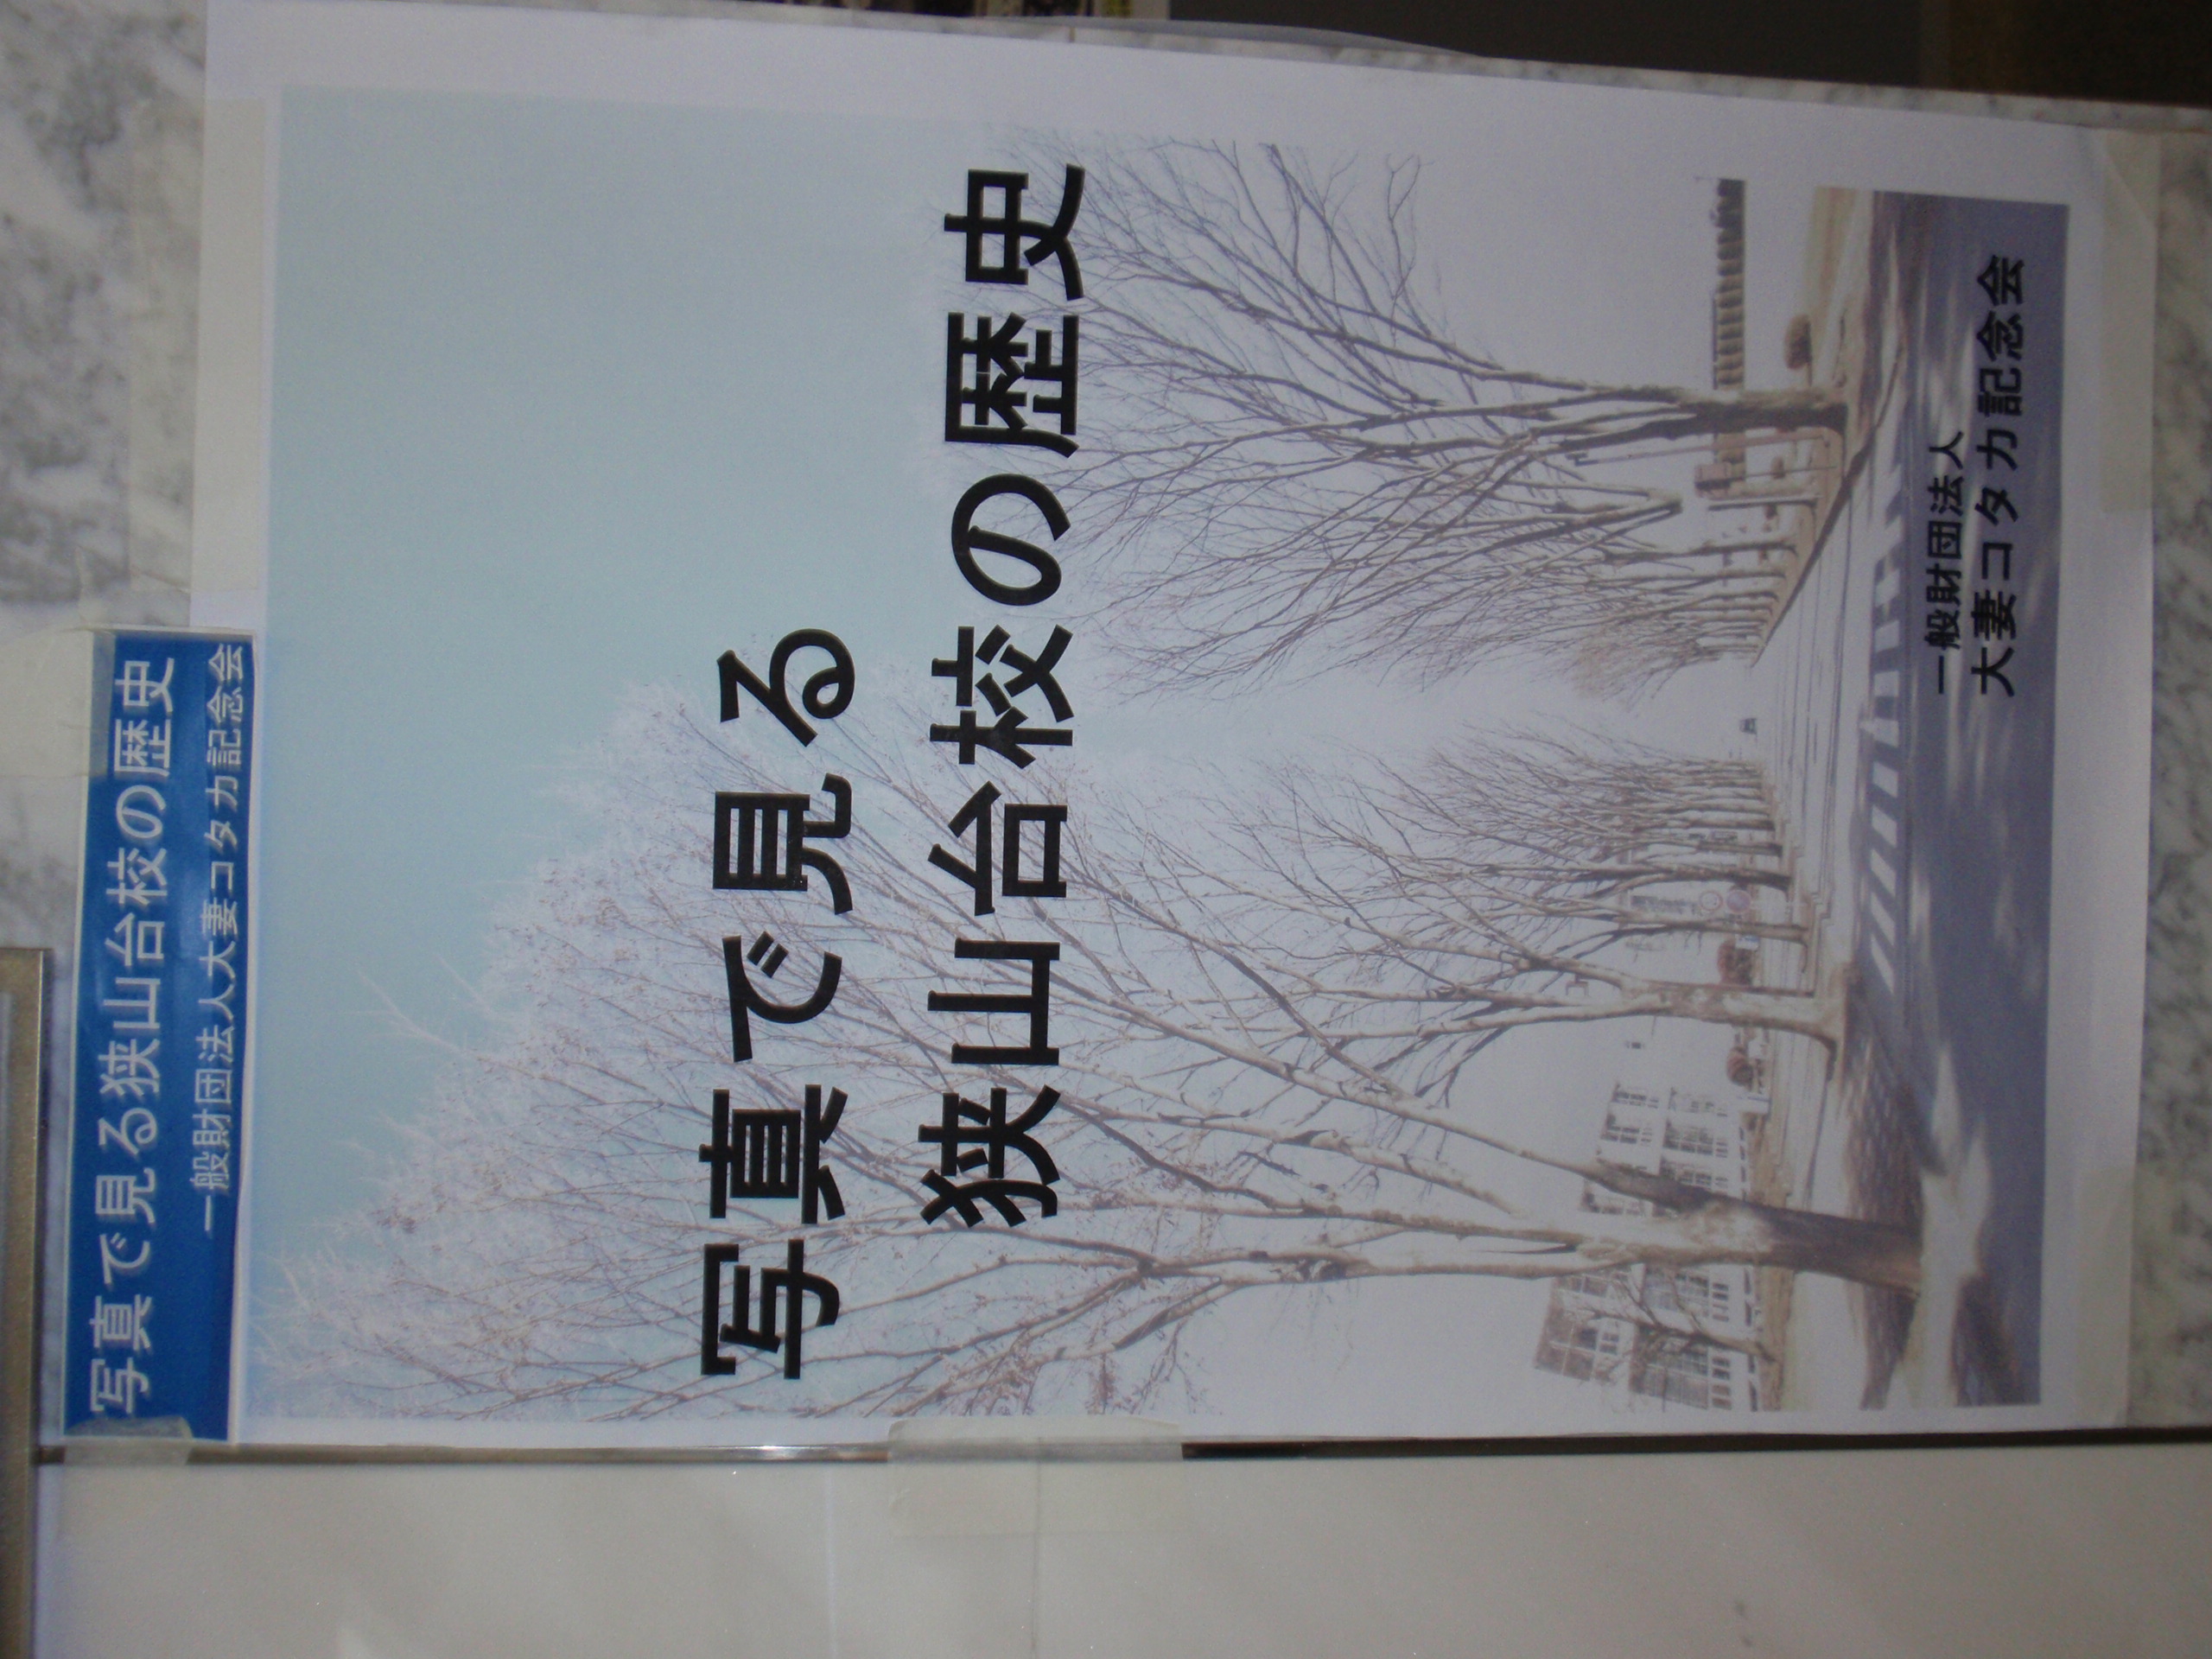 写真で見る狭山台校の歴史
一般財団法人大妻コタカ記念会
写真で見る
狭山台校の歴史
一般財団法人
大妻コタカ記念会